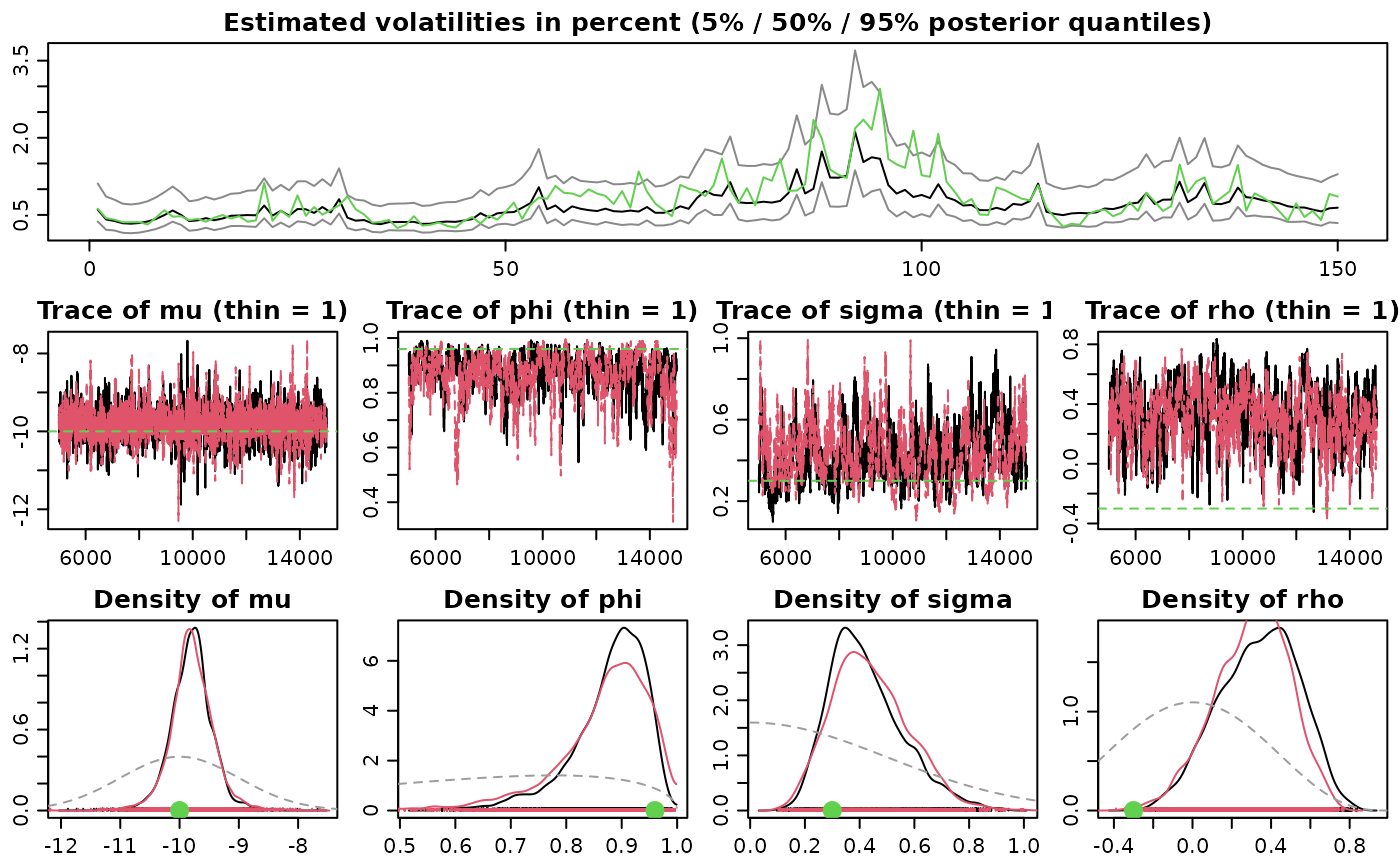 Estimated volatilities in percent (5% / 50% / 95% posterior quantiles)
0.5 2.0 3.5
0 50 100 150
Trace of mu (thin = 1) Trace of phi (thin = 1) Trace of sigma (thin = 1 Trace of rho (thin = 1)
-12 -10 -8 0.4 0.6 0.8 1.0 0.2 0.6 1.0 -0.4 0.0 0.4 0.8
6000 10000 14000 6000 10000 14000 6000 10000 14000 6000 10000 14000
Density of mu Density of phi Density of sigma Density of rho
0.0 0.6 1.2 0 2 4 6 0.0 1.0 2.0 3.0 0.0 1.0
-12 -11 -10 -9 -8 0.5 0.6 0.7 0.8 0.9 1.0 0.0 0.2 0.4 0.6 0.8 1.0 -0.4 0.0 0.4 0.8